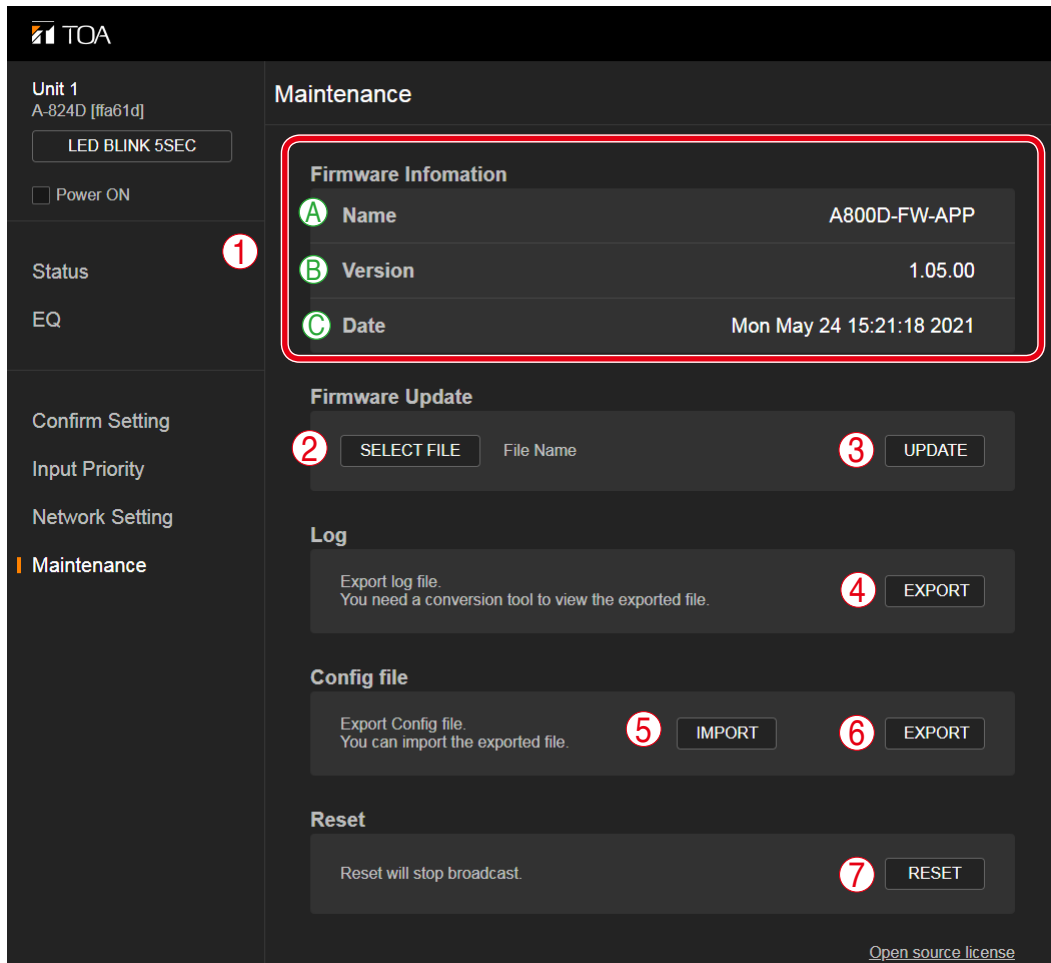 TOA
Unit 1
A-824D [ffa61d]
LED BLINK 5SEC
Power ON
1
Status
EQ
Confirm Setting
Input Priority
Network Setting
Maintenance
Maintenance
Firmware Infomation
A Name A800D-FW-APP
B Version 1.05.00
C Date Mon May 24 15:21:18 2021
Firmware Update
2 SELECT FILE File Name 3 UPDATE
Log
Export log file.
You need a conversion tool to view the exported file.
4 EXPORT
Config file
Export Config file.
You can import the exported file.
5 IMPORT 6 EXPORT
Reset
Reset will stop broadcast. 7 RESET
Open source license